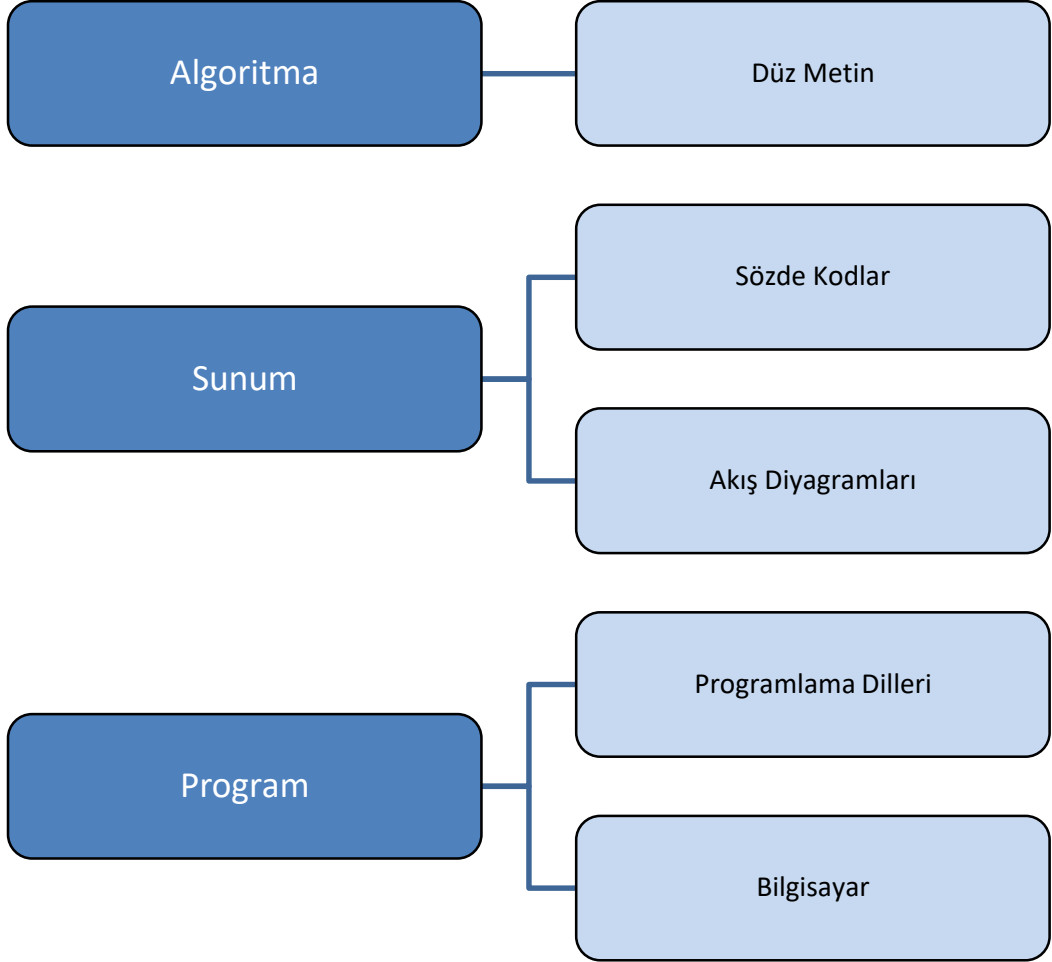 Algoritma
Düz Metin
Sunum
Sözde Kodlar
Akış Diyagramları
Program
Programlama Dilleri
Bilgisayar